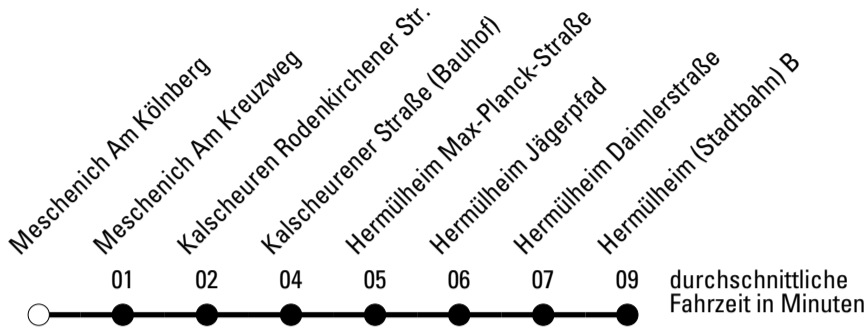 Meschenich Am Kölnberg
Meschenich Am Kreuzweg
Kalscheuren Rodenkirchener Str.
Kalscheurener Straße (Bauhof)
Hermülheim Max-Planck-Straße
Hermülheim Jägerpfad
Hermülheim Daimlerstraße
Hermülheim (Stadtbahn) B
01 02 04 05 06 07 09
durchschnittliche
Fahrzeit in Minuten